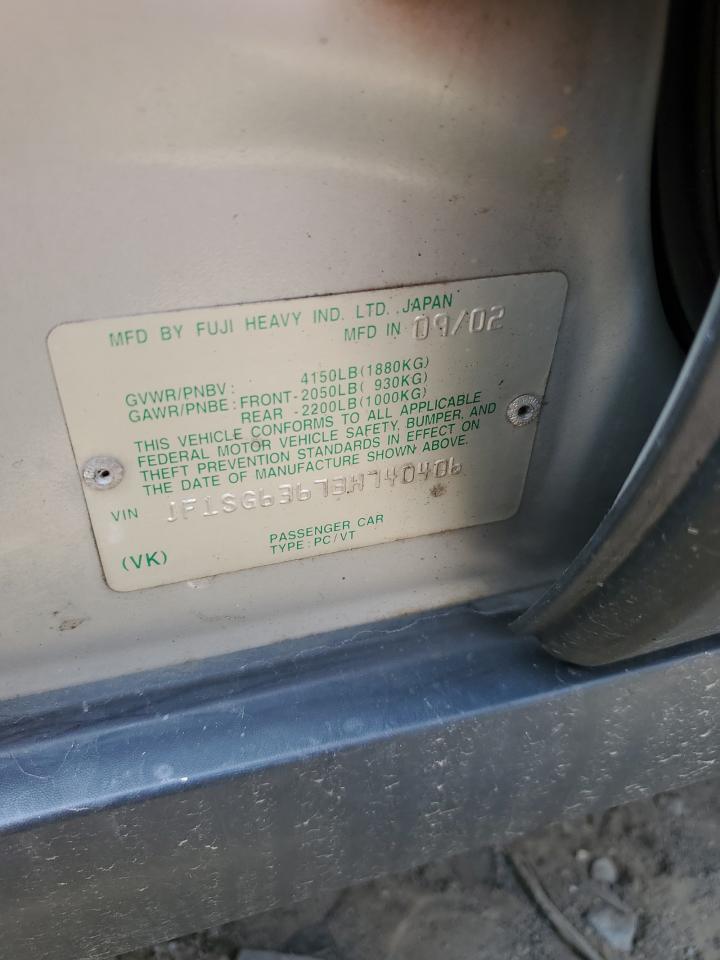 MFD BY FUJI HEAVY IND. LTD. JAPAN
MFD IN 09/02
GVWR/PNBV: 4150LB(1880KG)
GAWR/PNBE: FRONT-2050LB( 930KG)
REAR -2200LB(1000KG)
THIS VEHICLE CONFORMS TO ALL APPLICABLE
FEDERAL MOTOR VEHICLE SAFETY, BUMPER, AND
THEFT PREVENTION STANDARDS IN EFFECT ON
THE DATE OF MANUFACTURE SHOWN ABOVE.
VIN
PASSENGER CAR
(VK) TYPE:PC/VT